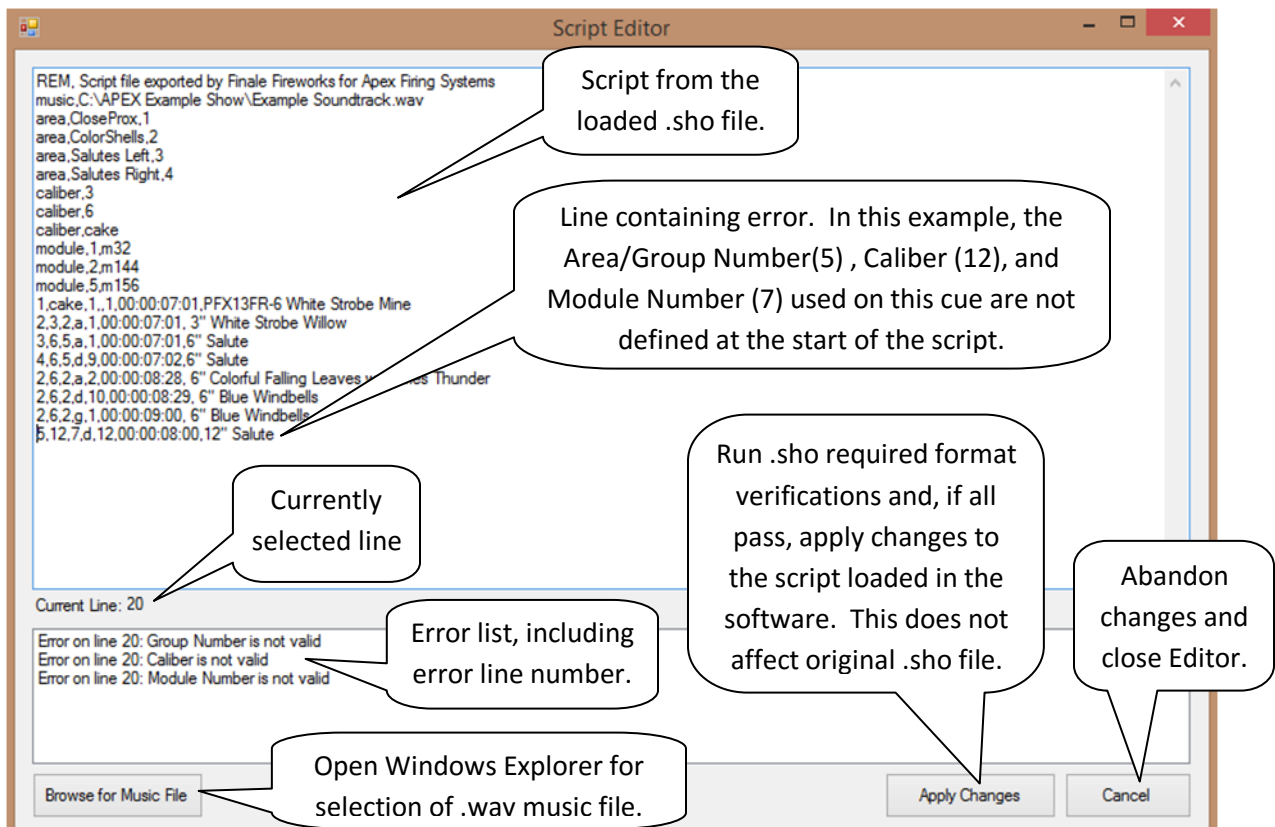 Script Editor
REM, Script file exported by Finale Fireworks for Apex Firing Systems
music,C:\APEX Example Show\Example Soundtrack.wav
area,CloseProx,1
area,ColorShells,2
area,Salutes Left,3
area,Salutes Right,4
caliber,3
caliber,6
caliber,cake
module,1,m32
module,2,m144
module,5,m156
1,cake,1,,1,00:00:07:01,PFX13FR-6 White Strobe Mine
2,3,2,a,1,00:00:07:01, 3" White Strobe Willow
3,6,5,a,1,00:00:07:01,6" Salute
4,6,5,d,9,00:00:07:02,6" Salute
2,6,2,a,2,00:00:08:28, 6" Colorful Falling Leaves Thunder
2,6,2,d,10,00:00:08:29, 6" Blue Windbells
2,6,2,g,1,00:00:09:00, 6" Blue Windbells
5,12,7,d,12,00:00:08:00,12" Salute
Script from the
loaded .sho file.
Line containing error. In this example, the
Area/Group Number(5) , Caliber (12), and
Module Number (7) used on this cue are not
defined at the start of the script.
Currently
selected line
Current Line: 20
Error on line 20: Group Number is not valid
Error on line 20: Caliber is not valid
Error on line 20: Module Number is not valid
Error list, including
error line number.
Run .sho required format
verifications and, if all
pass, apply changes to
the script loaded in the
software. This does not
affect original .sho file.
Abandon
changes and
close Editor.
Open Windows Explorer for
selection of .wav music file.
Browse for Music File
Apply Changes
Cancel